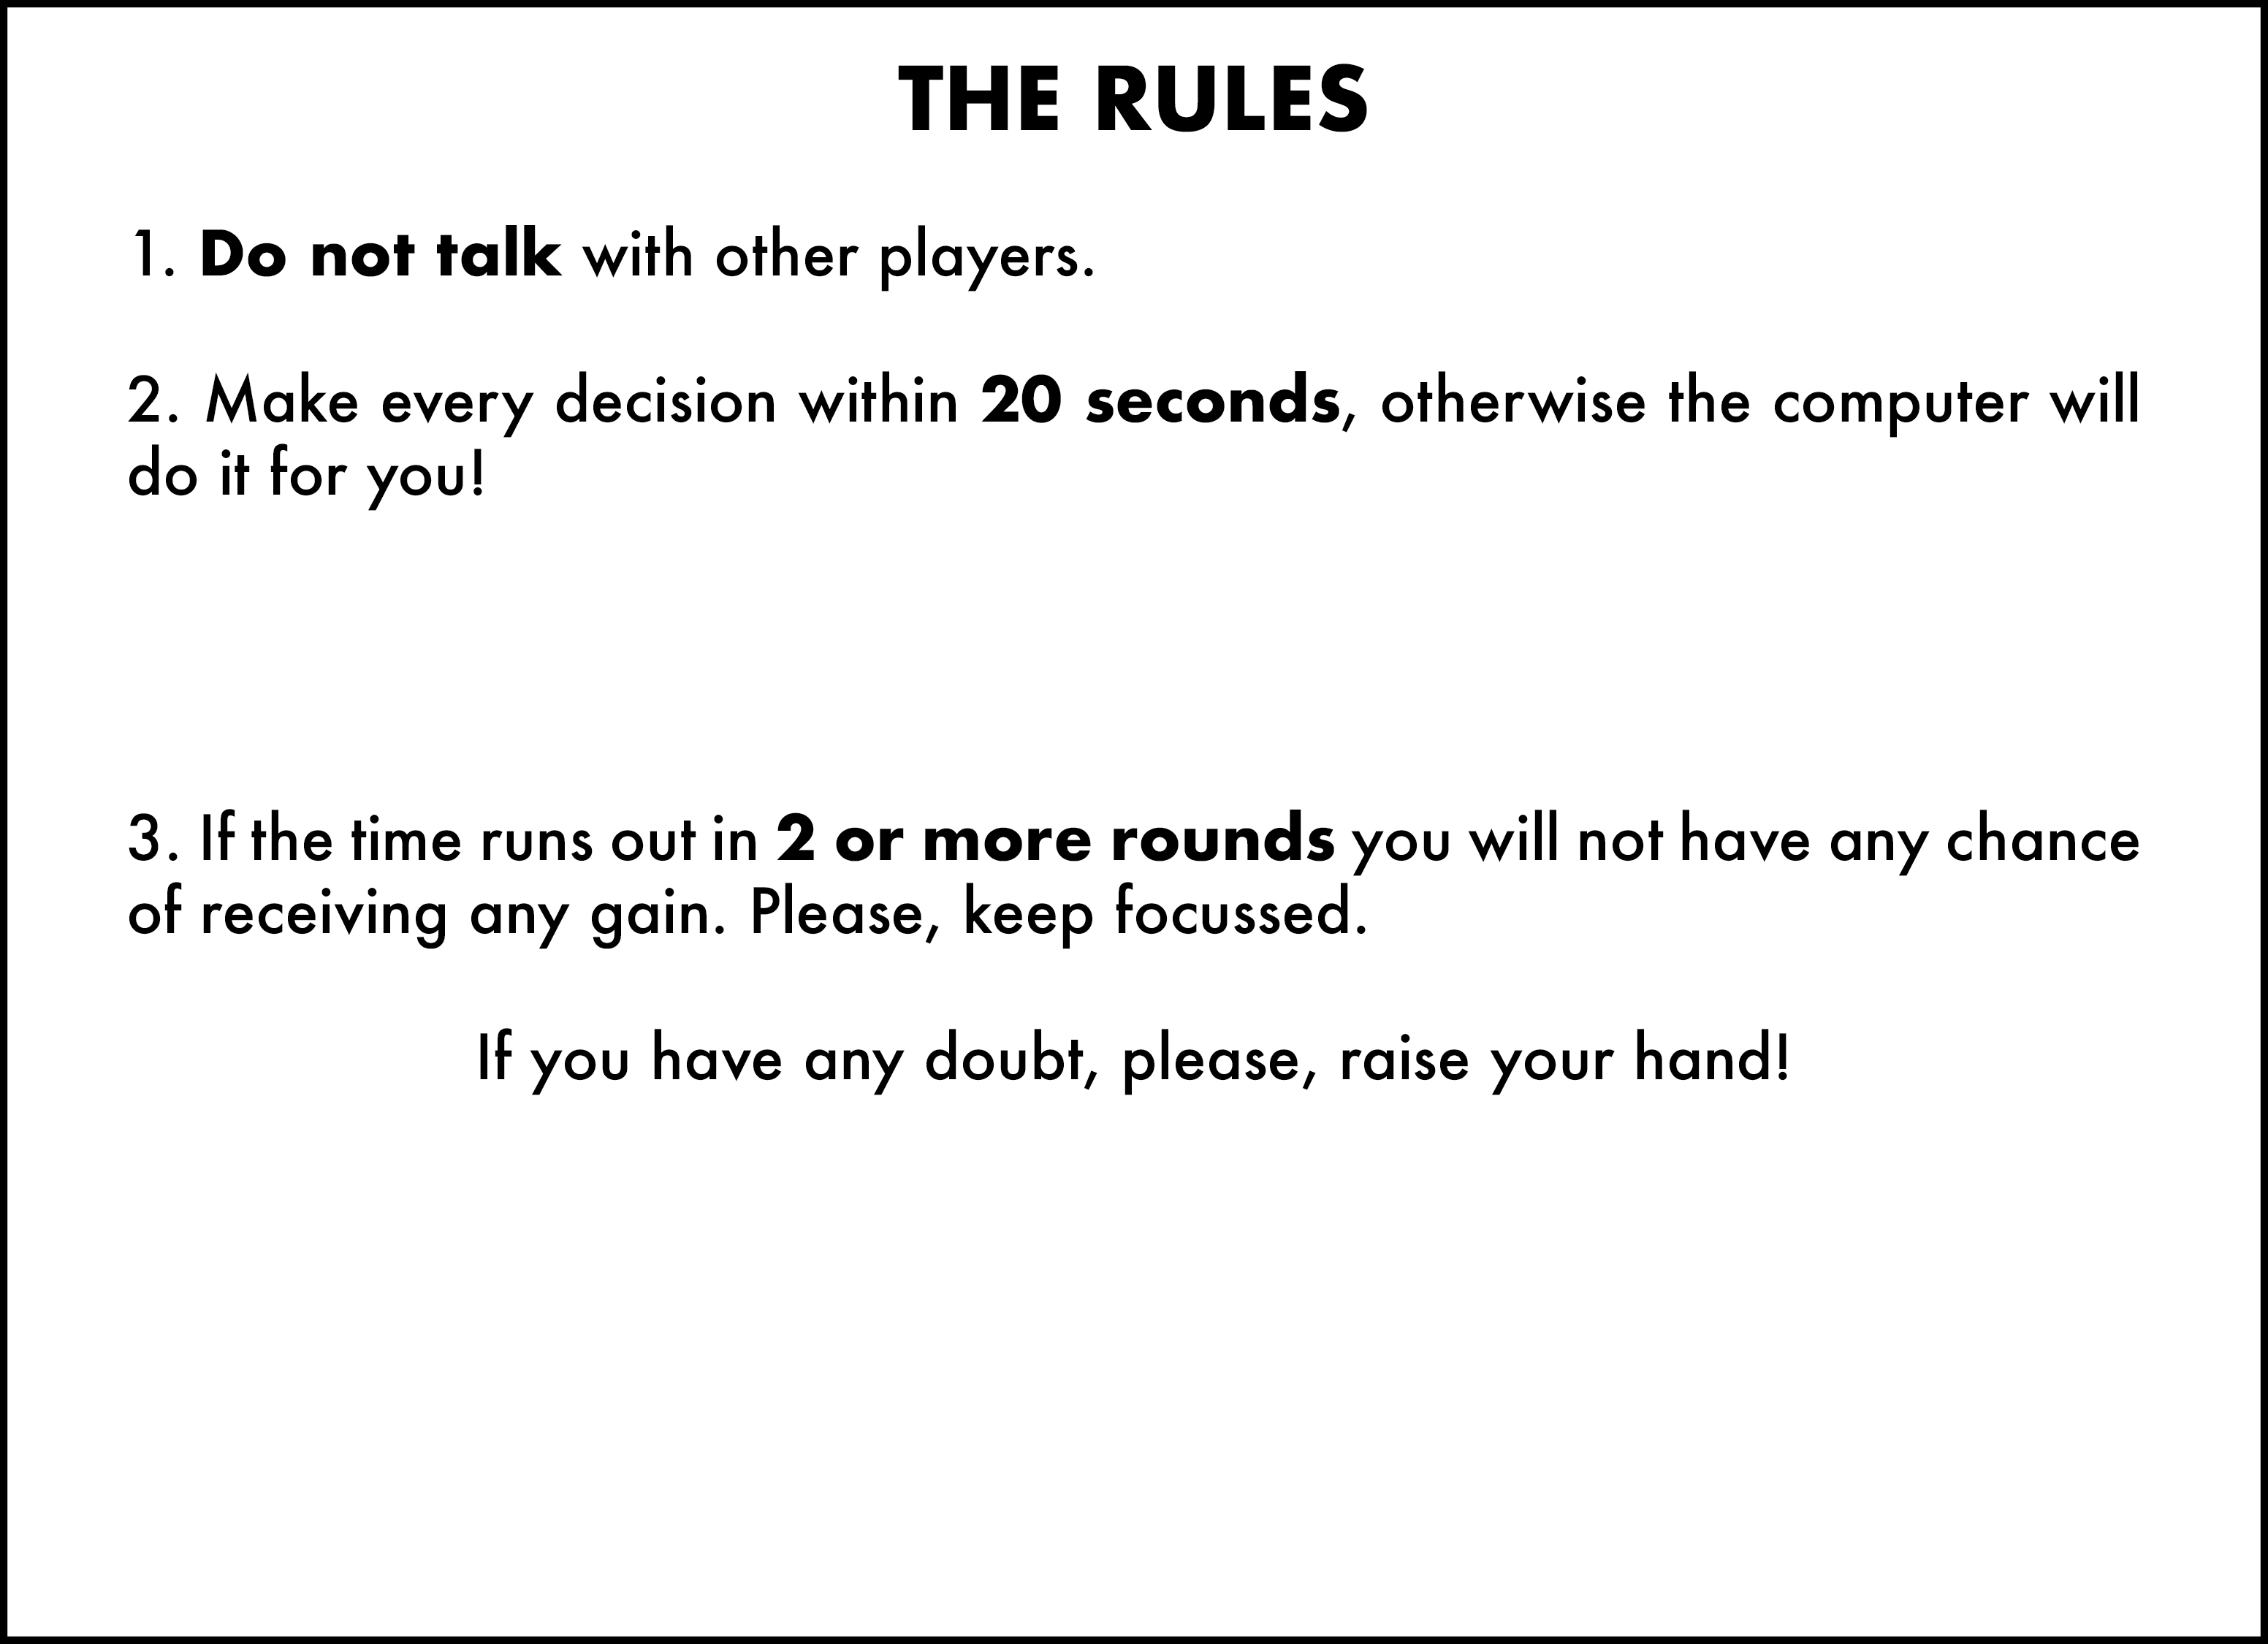 THE RULES
1. Do not talk with other players.
2. Make every decision within 20 seconds, otherwise the computer will
do it for you!
3. If the time runs out in 2 or more rounds you will not have any chance
of receiving any gain. Please, keep focussed.
If you have any doubt, please, raise your hand!